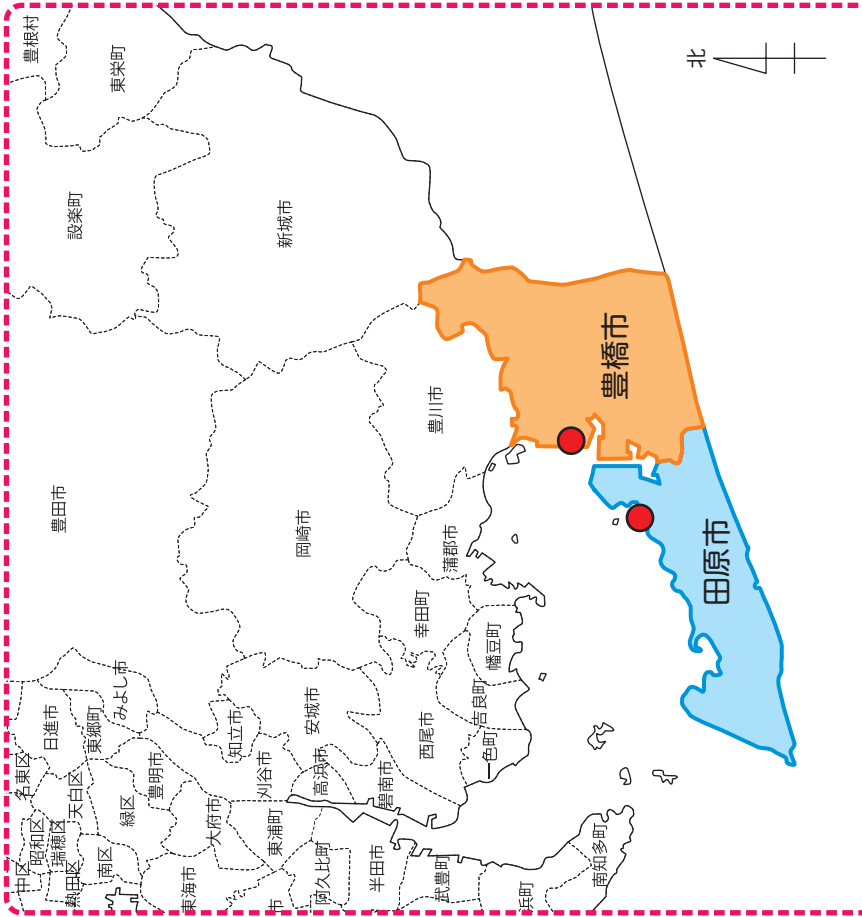 豊根村
東栄町
設楽町
新城市
北
豊田市
豊川市
豊橋市
岡崎市
蒲郡市
田原市
幸田町
幡豆町
みよし市
日進市
東郷町
知立市
安城市
西尾市
吉良町
一色町
名東区
天白区
豊明市
刈谷市
高浜市
碧南市
昭和区
瑞穂区
緑区
大府市
東浦町
中区
熱田区
南区
東海市
市
阿久比町
半田市
武豊町
浜町
南知多町